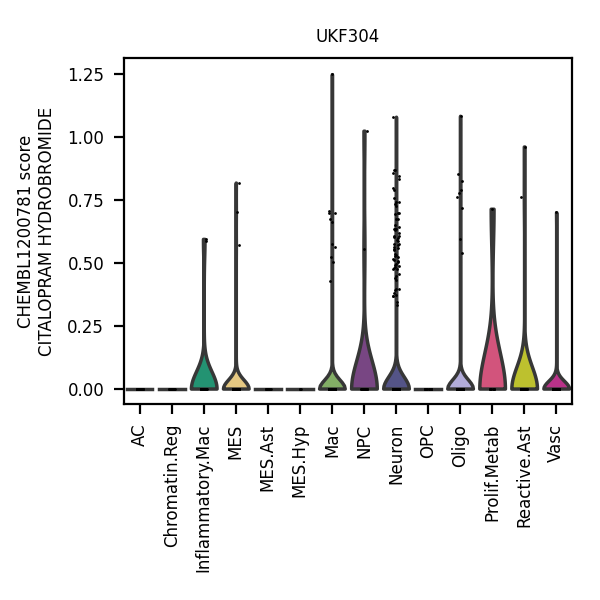 UKF304
CHEMBL1200781 score
CITALOPRAM HYDROBROMIDE
1.25
1.00
0.75
0.50
0.25
0.00
AC
Chromatin.Reg
Inflammatory.Mac
MES
MES.Ast
MES.Hyp
Mac
NPC
Neuron
OPC
Oligo
Prolif.Metab
Reactive.Ast
Vasc